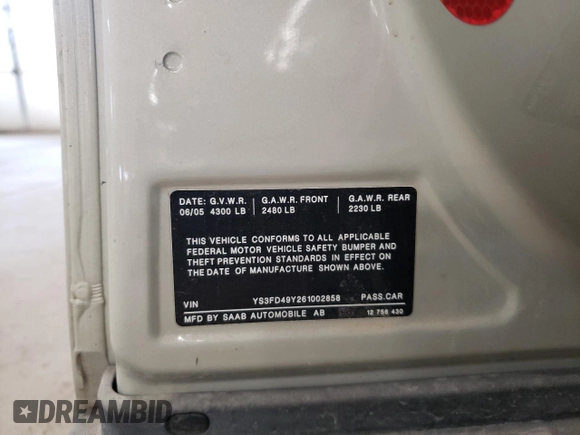 DATE: G.V.W.R. G.A.W.R. FRONT G.A.W.R. REAR
06/05 4300 LB 2480 LB 2230 LB
THIS VEHICLE CONFORMS TO ALL APPLICABLE
FEDERAL MOTOR VEHICLE SAFETY BUMPER AND
THEFT PREVENTION STANDARDS IN EFFECT ON
THE DATE OF MANUFACTURE SHOWN ABOVE.
VIN YS3FD49Y261002858 PASS.CAR
MFD BY SAAB AUTOMOBILE AB 12 756 430
DREAMBID